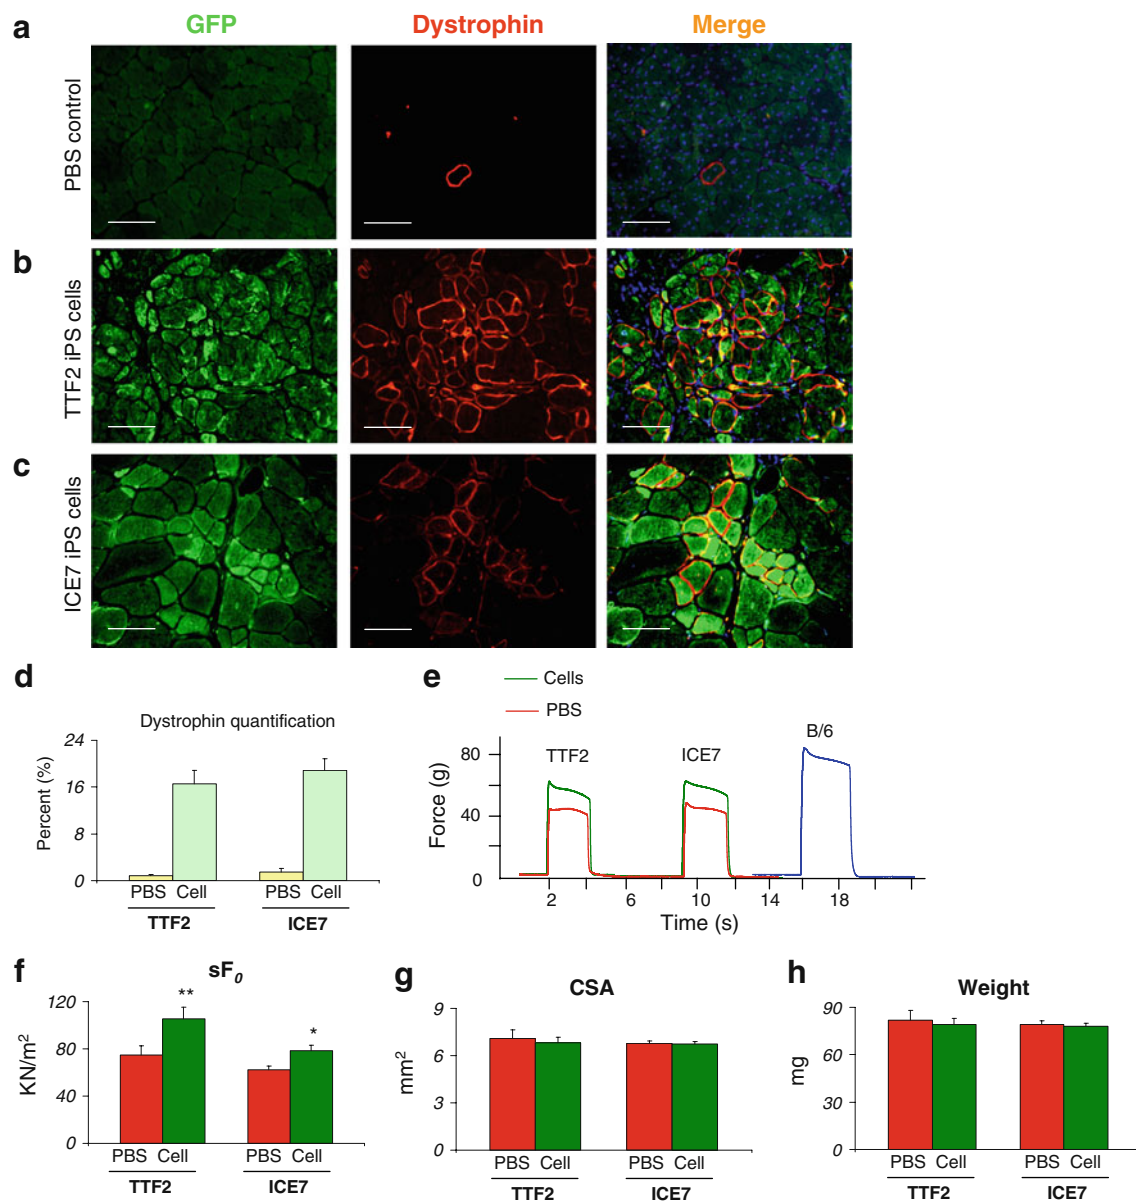 a
GFP
Dystrophin
Merge
PBS control
b
TTF2 iPS cells
c
ICE7 iPS cells
d
Dystrophin quantification
Percent (%)
24
16
8
0
PBS Cell
PBS Cell
TTF2
ICE7
e
Cells
PBS
Force (g)
80
40
0
TTF2
ICE7
B/6
2 6 10 14 18
Time (s)
f
sF0
KN/m2
120
80
40
0
**
*
PBS Cell
PBS Cell
TTF2
ICE7
g
CSA
mm2
9
6
3
0
PBS Cell
PBS Cell
TTF2
ICE7
h
Weight
mg
90
60
30
0
PBS Cell
PBS Cell
TTF2
ICE7